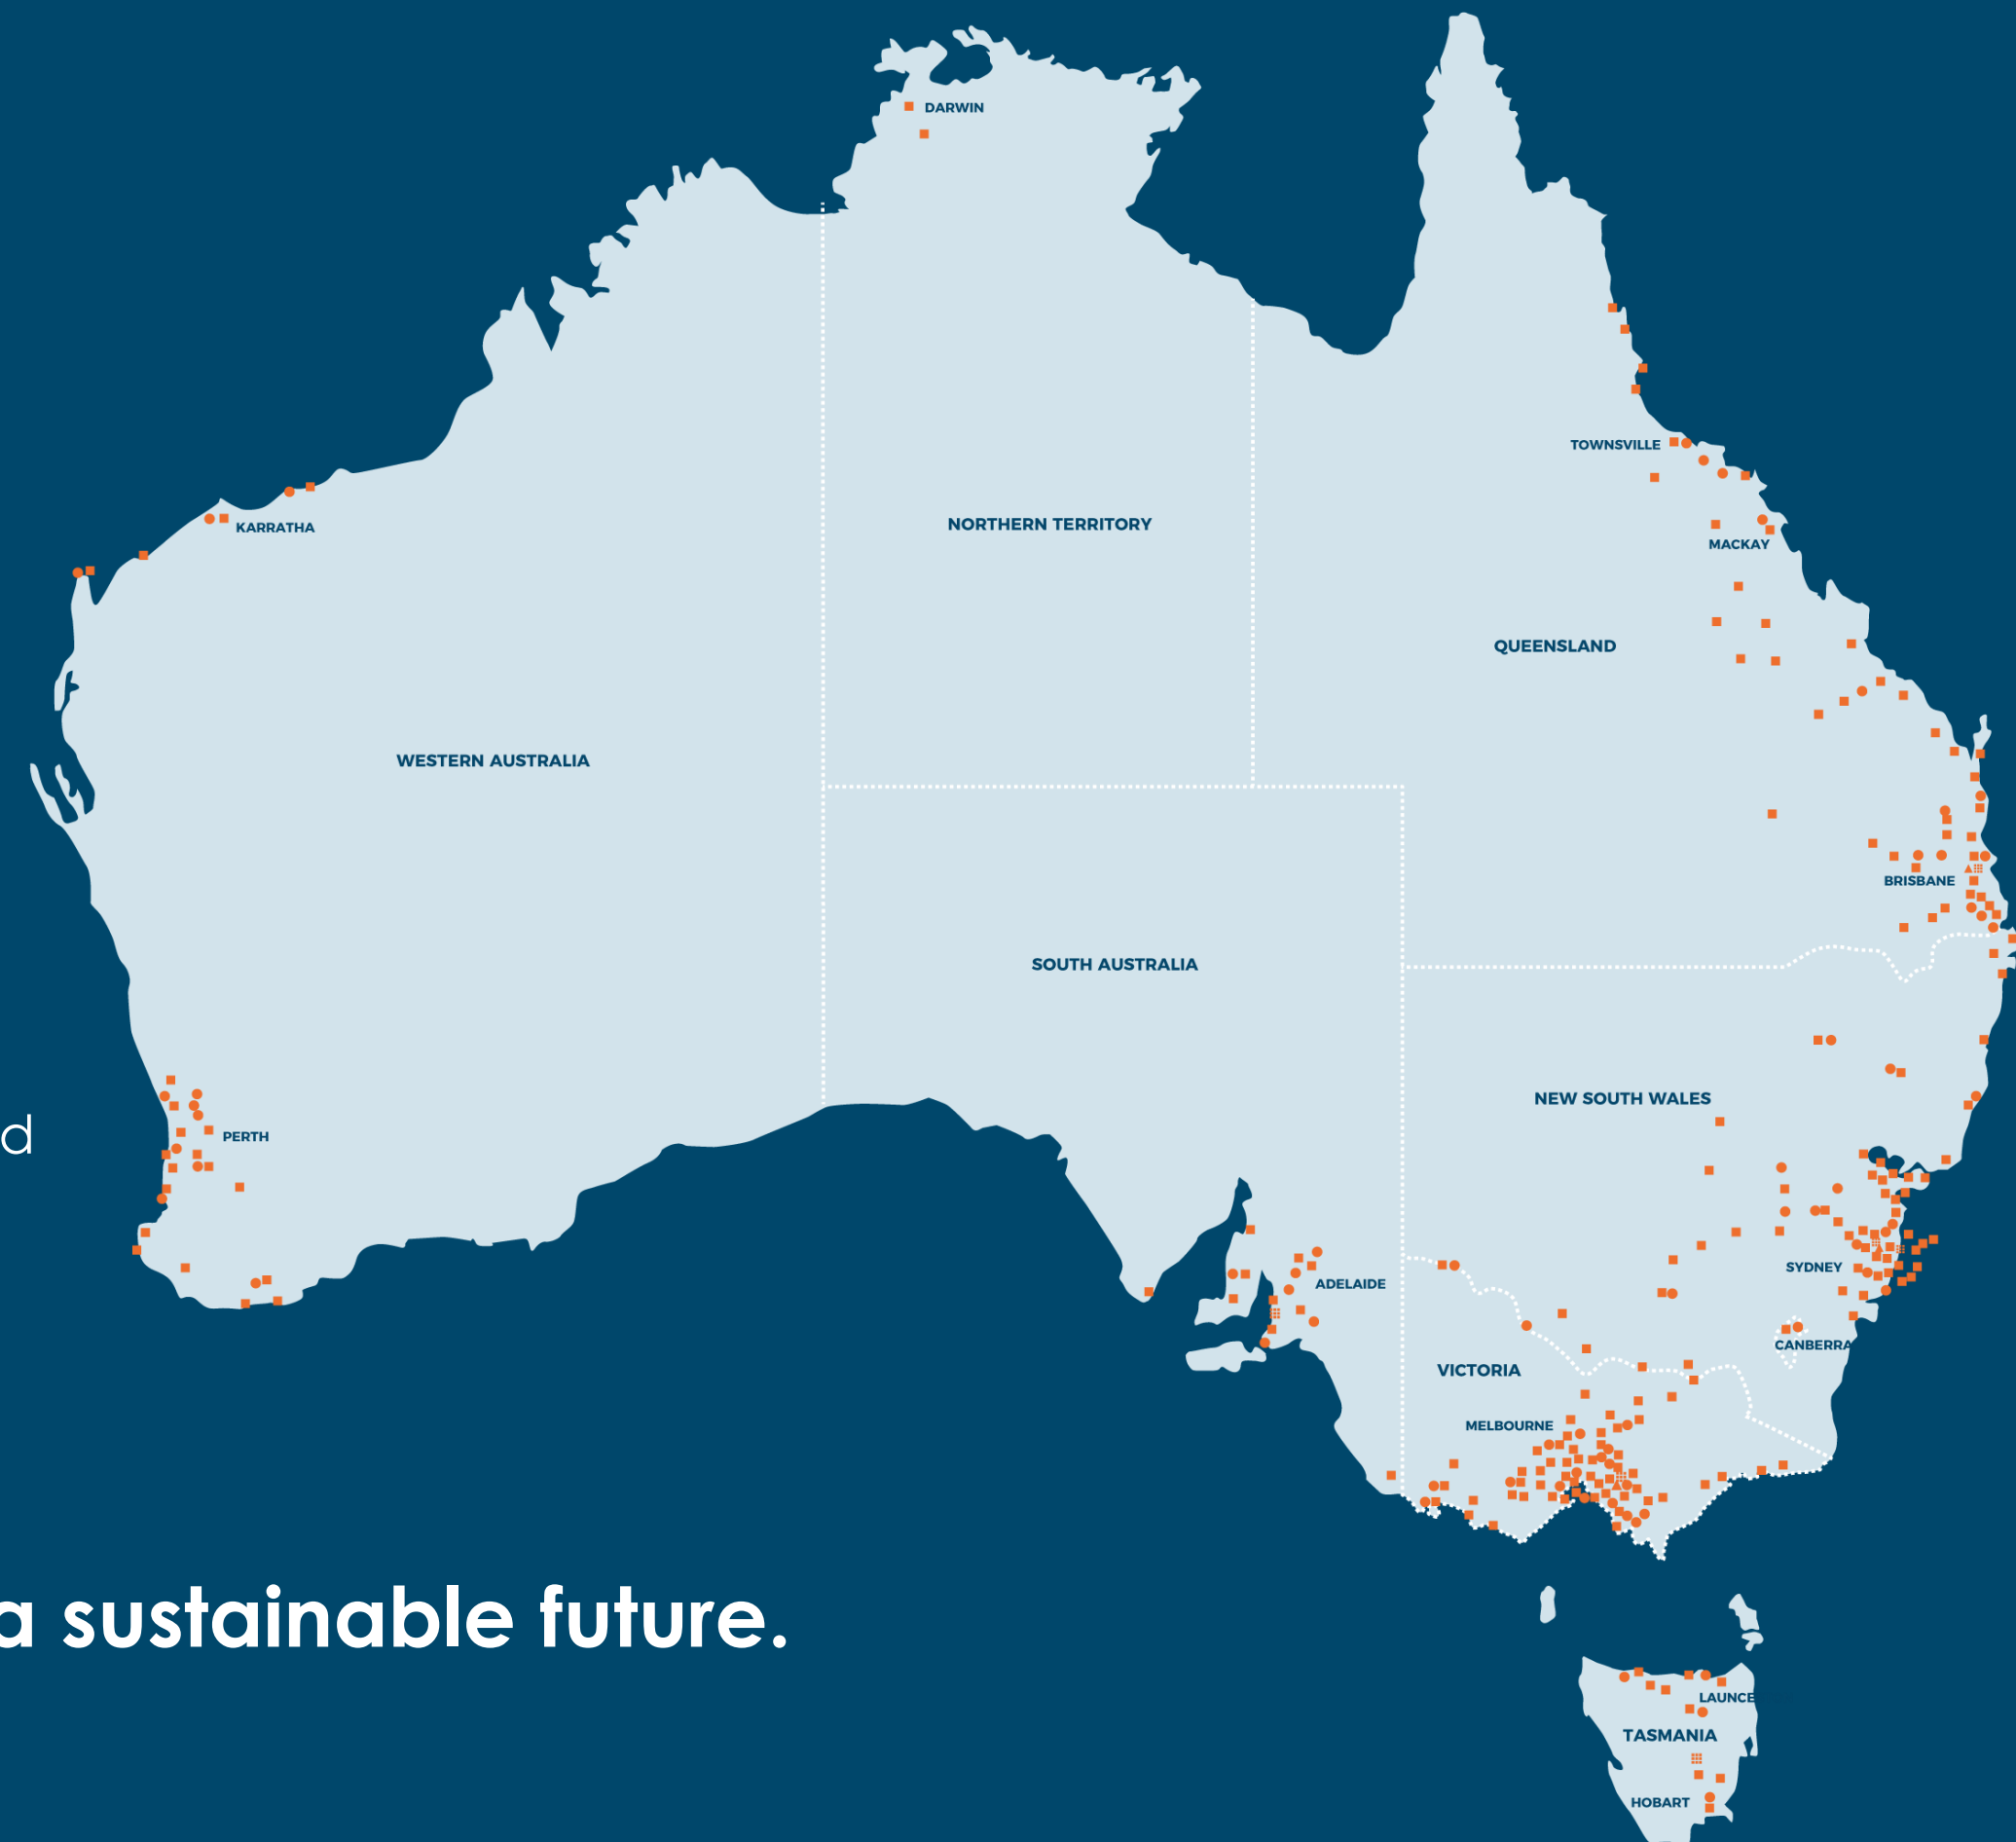 DARWIN
TOWNSVILLE
KARRATHA
NORTHERN TERRITORY
MACKAY
QUEENSLAND
WESTERN AUSTRALIA
BRISBANE
SOUTH AUSTRALIA
NEW SOUTH WALES
d
PERTH
SYDNEY
ADELAIDE
CANBERRA
VICTORIA
MELBOURNE
a sustainable future.
LAUNCE
TASMANIA
HOBART